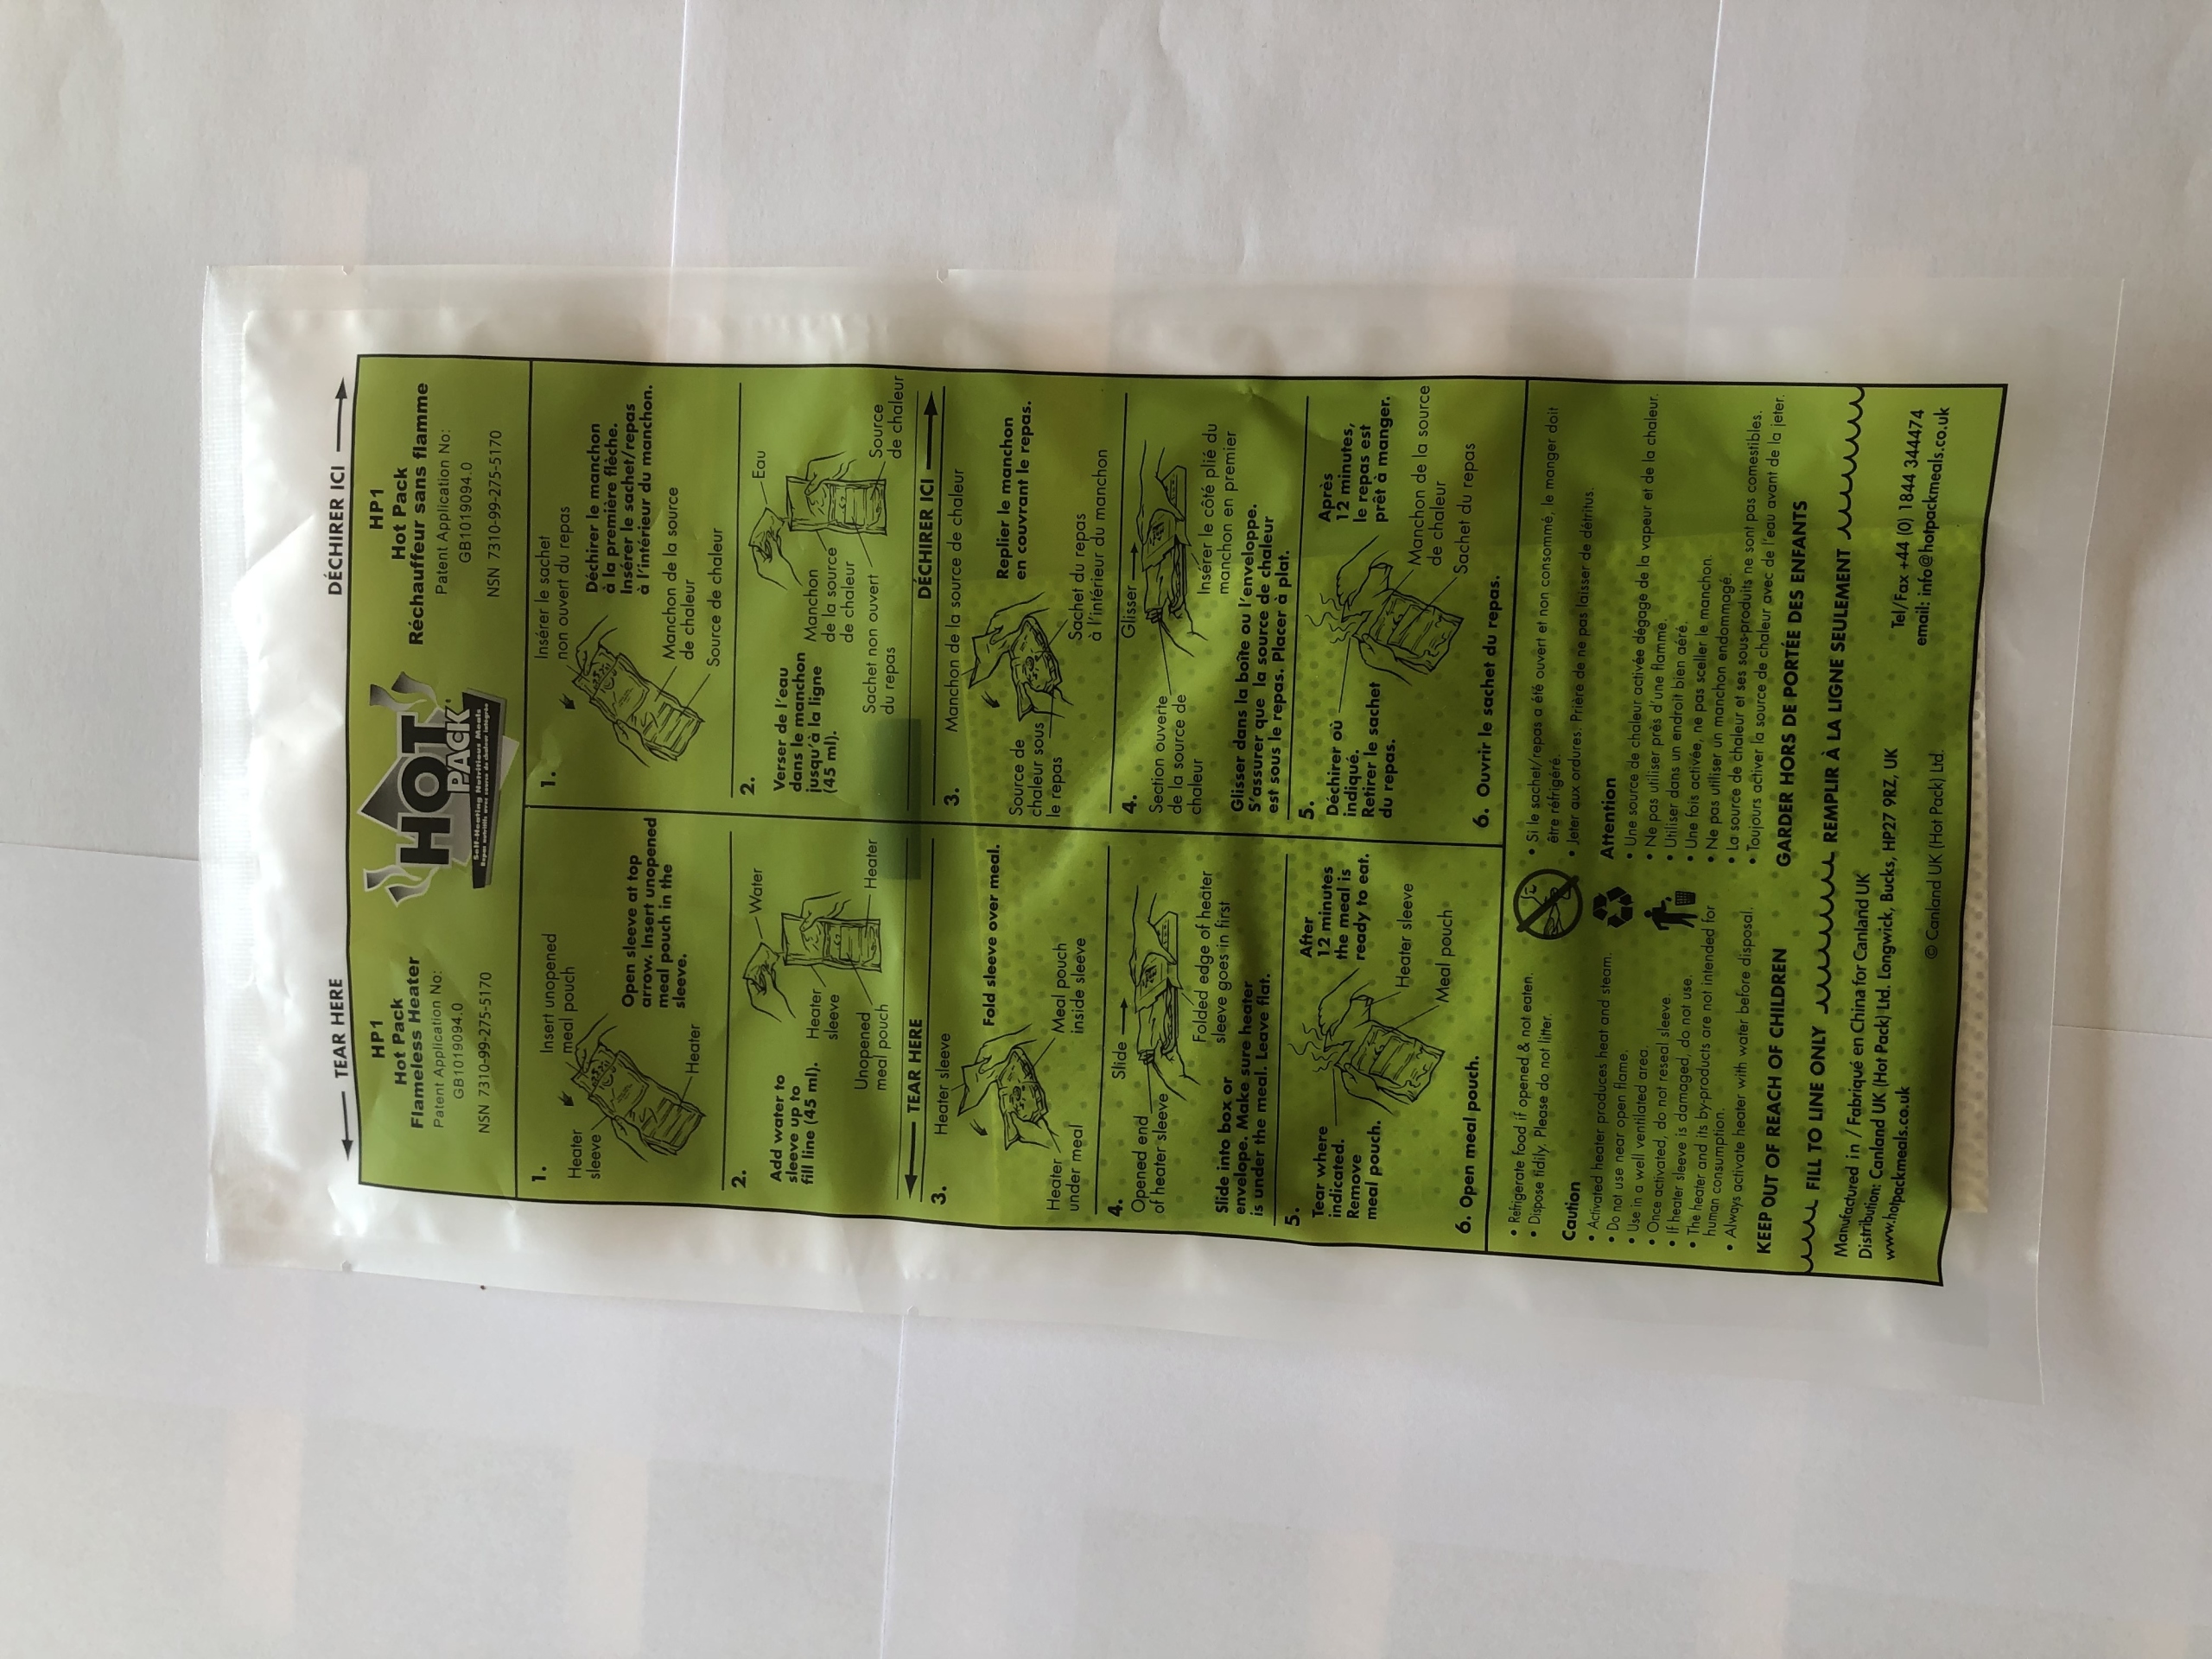 TEAR HERE
DÉCHIRER ICI
HP1
Hot Pack
Flameless Heater
Patent Application No:
GB1019094.0
NSN 7310-99-275-5170
HOT
PACK
Self-Heating Nutritious Meals
Repas nutritifs avec source de chaleur intégrée
HP1
Hot Pack
Réchauffeur sans flamme
Patent Application No:
GB1019094.0
NSN 7310-99-275-5170
1.
Insert unopened
meal pouch
Heater
sleeve
Open sleeve at top
arrow. Insert unopened
meal pouch in the
sleeve.
Heater
2.
Water
Add water to
sleeve up to
fill line (45 ml).
Heater
sleeve
Unopened
meal pouch
Heater
TEAR HERE
3.
Heater sleeve
Fold sleeve over meal.
Heater
under meal
Meal pouch
inside sleeve
4.
Slide
Opened end
of heater sleeve
Folded edge of heater
sleeve goes in first
Slide into box or
envelope. Make sure heater
is under the meal. Leave flat.
5.
Tear where
indicated.
Remove
meal pouch.
After
12 minutes
the meal is
ready to eat.
Heater sleeve
Meal pouch
6. Open meal pouch.
1.
Insérer le sachet
non ouvert du repas
Déchirer le manchon
à la première flèche.
Insérer le sachet/repas
à l'intérieur du manchon.
Manchon de la source
de chaleur
Source de chaleur
2.
Eau
Verser de l'eau
dans le manchon
jusqu'à la ligne
(45 ml).
Manchon
de la source
de chaleur
Sachet non ouvert
du repas
Source
de chaleur
DÉCHIRER ICI
3.
Manchon de la source de chaleur
Replier le manchon
en couvrant le repas.
Source de
chaleur sous
le repas
Sachet du repas
à l'intérieur du manchon
4.
Glisser
Section ouverte
de la source de
chaleur
Insérer le côté plié du
manchon en premier
Glisser dans la boîte ou l'enveloppe.
S'assurer que la source de chaleur
est sous le repas. Placer à plat.
5.
Déchirer où
indiqué.
Retirer le sachet
du repas.
Après
12 minutes,
le repas est
prêt à manger.
Manchon de la source
de chaleur
Sachet du repas
6. Ouvrir le sachet du repas.
• Refrigerate food if opened & not eaten.
• Dispose tidily. Please do not litter.
Caution
• Activated heater produces heat and steam.
• Do not use near open flame.
• Use in a well ventilated area.
• Once activated, do not reseal sleeve.
• If heater sleeve is damaged, do not use.
• The heater and its by-products are not intended for
human consumption.
• Always activate heater with water before disposal.
KEEP OUT OF REACH OF CHILDREN
• Si le sachet/repas a été ouvert et non consommé, le manger doit
être réfrigéré.
• Jeter aux ordures: Prière de ne pas laisser de détritus.
Attention
• Une source de chaleur activée dégage de la vapeur et de la chaleur.
• Ne pas utiliser près d'une flamme.
• Utiliser dans un endroit bien aéré.
• Une fois activée, ne pas sceller le manchon.
• Ne pas utiliser un manchon endommagé.
• La source de chaleur et ses sous-produits ne sont pas comestibles.
• Toujours activer la source de chaleur avec de l'eau avant de la jeter.
GARDER HORS DE PORTÉE DES ENFANTS
FILL TO LINE ONLY
REMPLIR À LA LIGNE SEULEMENT
Manufactured in / Fabriqué en China for Canland UK
Distribution: Canland UK (Hot Pack) Ltd. Longwick, Bucks, HP27 9RZ, UK
www.hotpackmeals.co.uk
Tel/Fax +44 (0) 1844 344474
email: info@hotpackmeals.co.uk
© Canland UK (Hot Pack) Ltd.